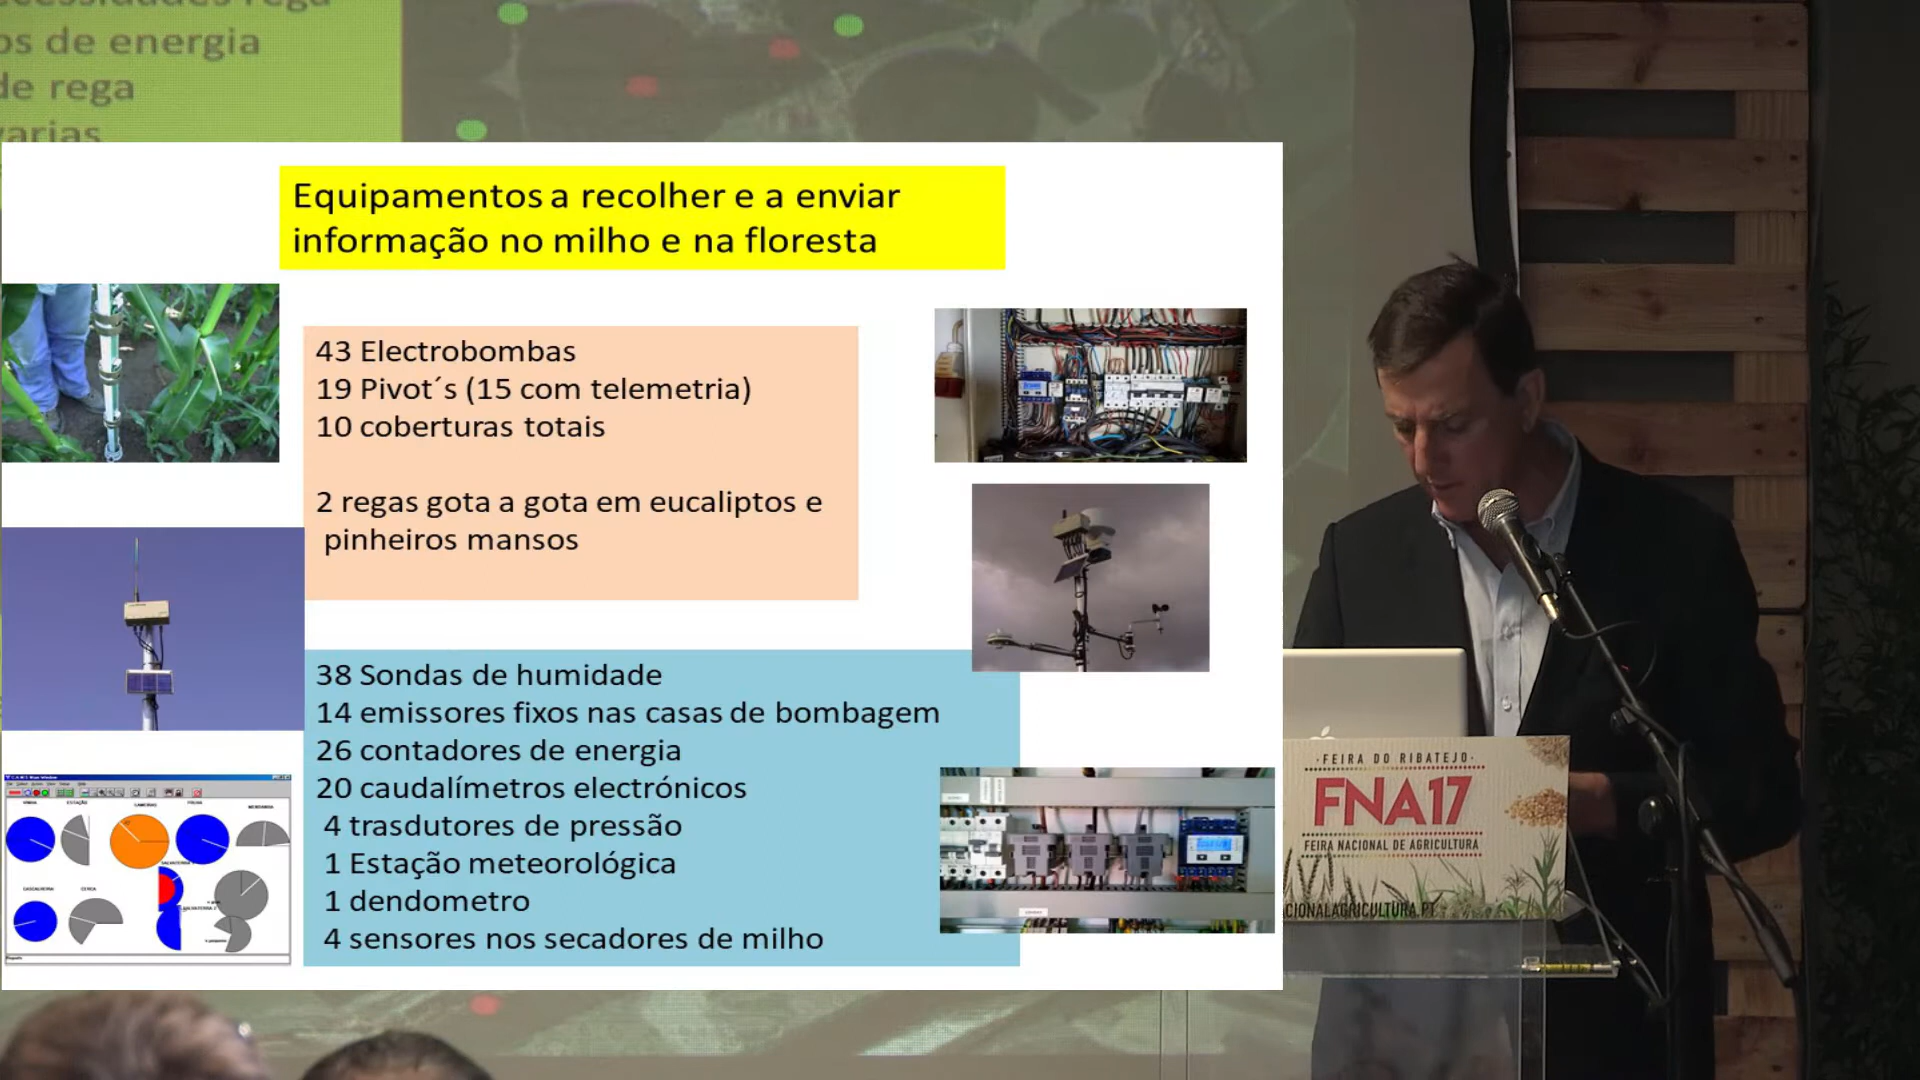 os de energia
de rega
varias
Equipamentos a recolher e a enviar
informação no milho e na floresta
43 Electrobombas
19 Pivot´s (15 com telemetria)
10 coberturas totais
2 regas gota a gota em eucaliptos e
pinheiros mansos
38 Sondas de humidade
14 emissores fixos nas casas de bombagem
26 contadores de energia
20 caudalímetros electrónicos
4 trasdutores de pressão
1 Estação meteorológica
1 dendometro
4 sensores nos secadores de milho
·FEIRA DO RIBATEJO·
FNA17
FEIRA NACIONAL DE AGRICULTURA
CIONALAGRICULTURA.PT